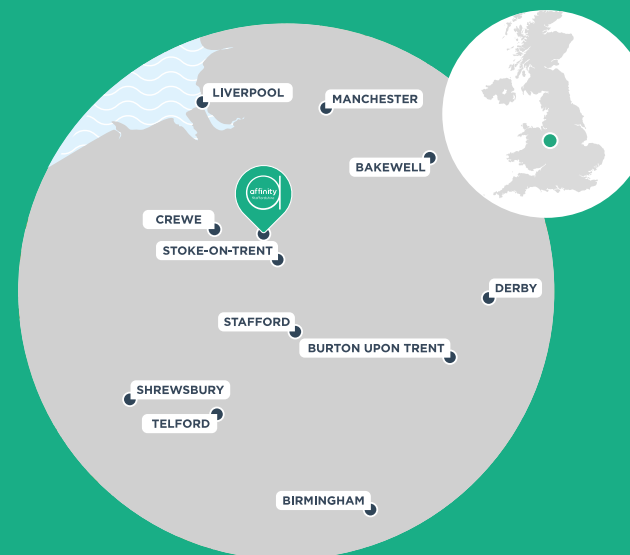 LIVERPOOL
MANCHESTER
BAKEWELL
affinity
CREWE
STOKE-ON-TRENT
DERBY
STAFFORD
BURTON UPON TRENT
SHREWSBURY
TELFORD
BIRMINGHAM